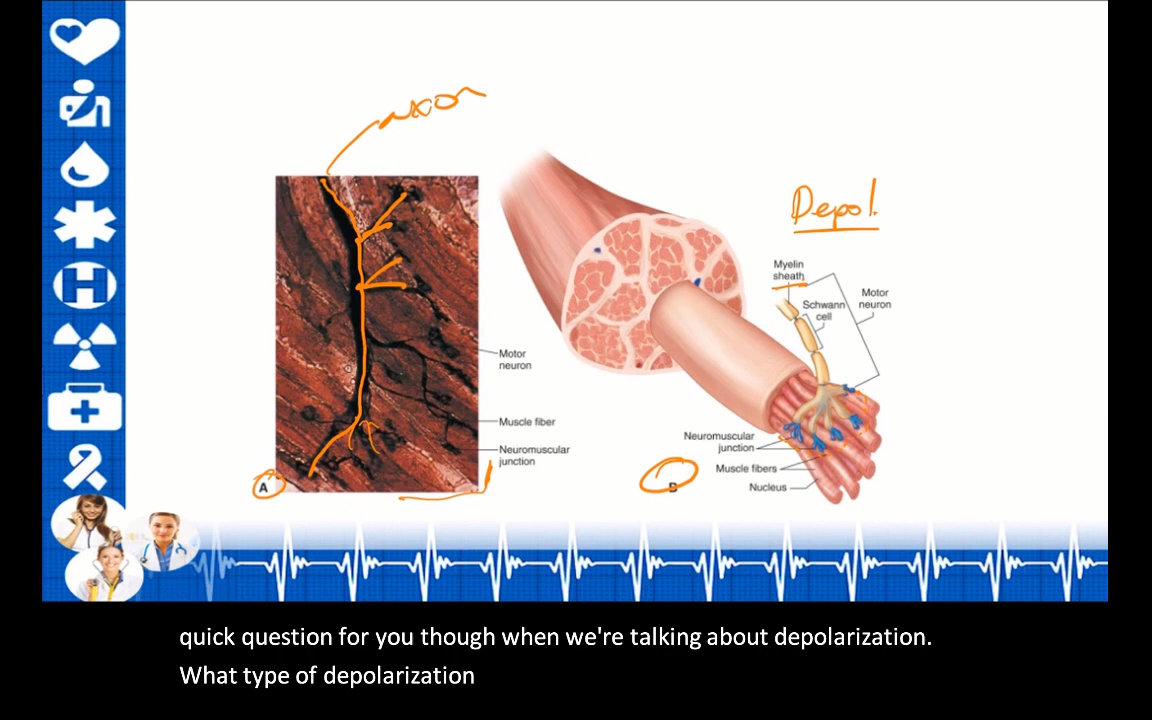 axon
Depol.
Myelin
sheath
Motor
neuron
Schwann
cell
Motor
neuron
Muscle fiber
Neuromuscular
junction
Neuromuscular
junction
Muscle fibers
Nucleus
A
B
H
quick question for you though when we're talking about depolarization.
What type of depolarization